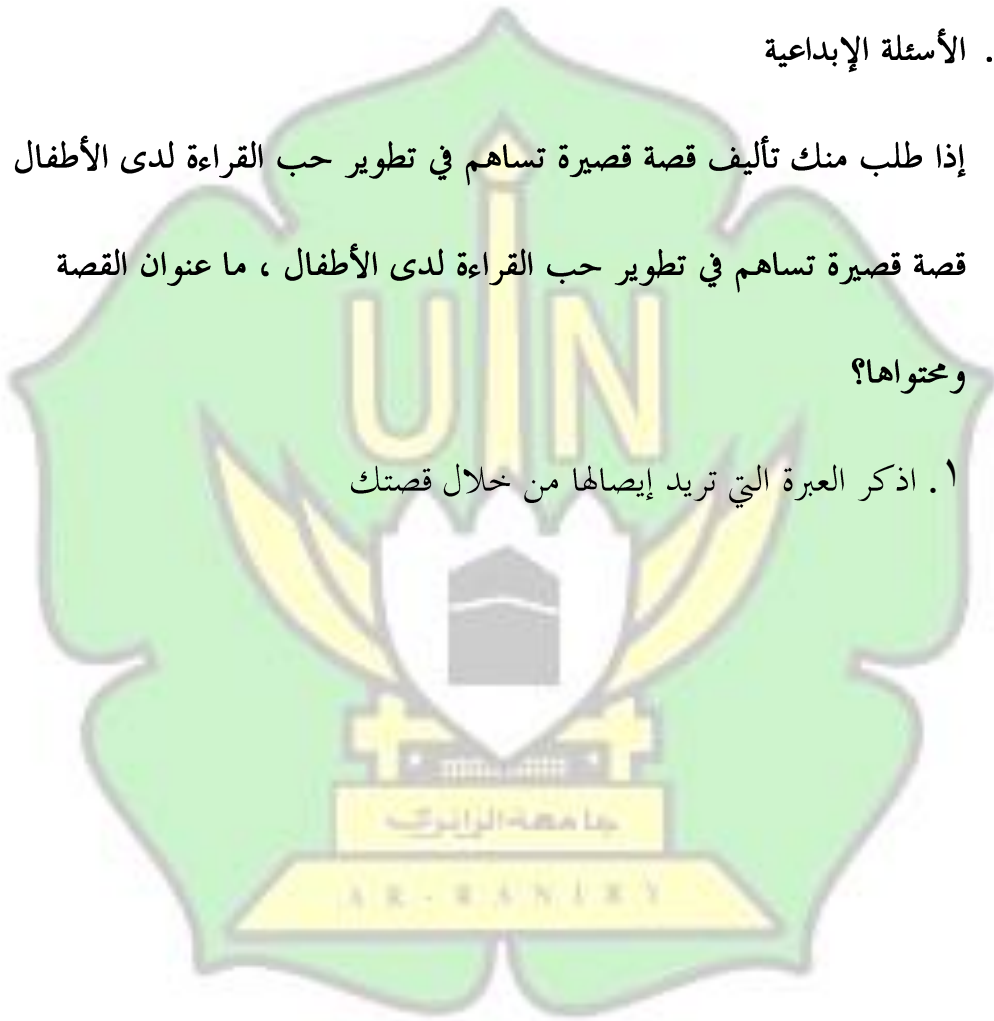 . الأسئلة الإبداعية
إذا طلب منك تأليف قصة قصيرة تساهم في تطوير حب القراءة لدى الأطفال
قصة قصيرة تساهم في تطوير حب القراءة لدى الأطفال ، ما عنوان القصة
ومحتواها؟
١. اذكر العبرة التي تريد إيصالها من خلال قصتك
UIN
جامعة الرانيري
AR-RANIRY